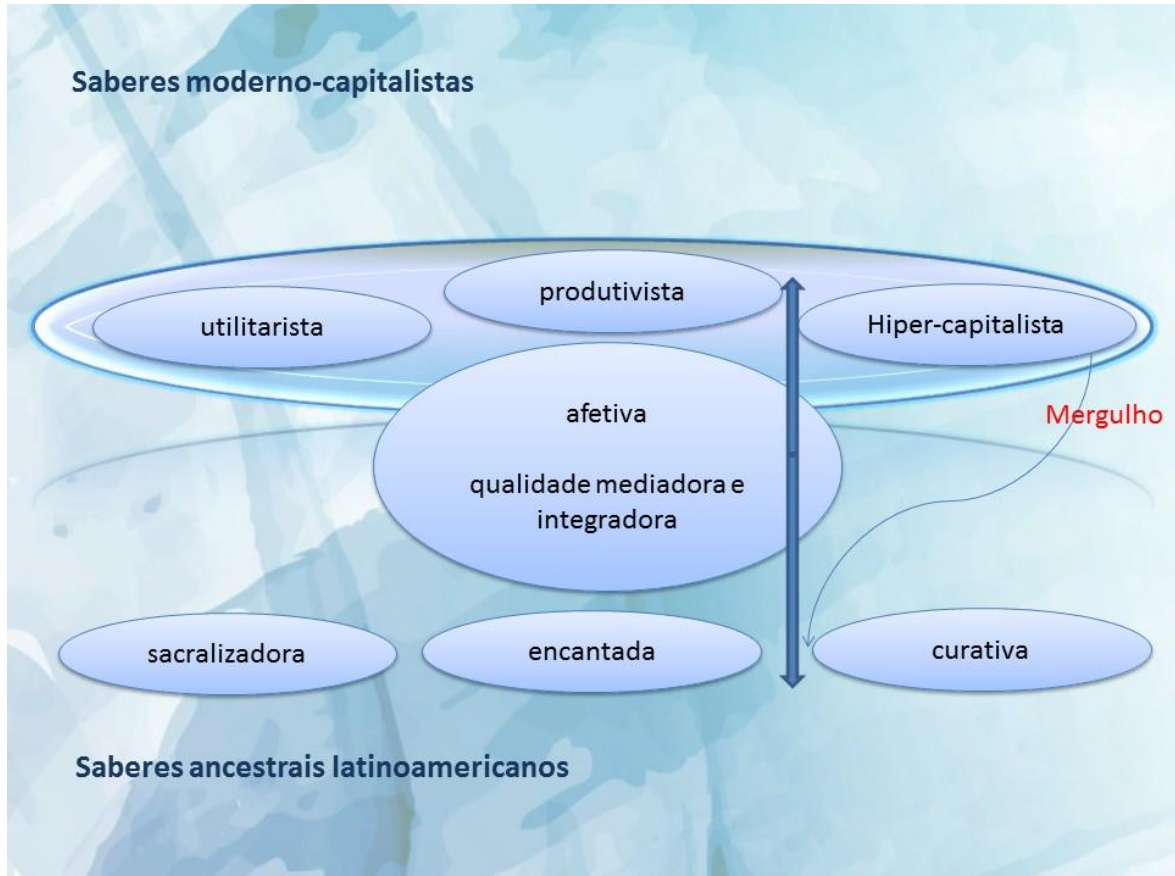 Saberes moderno-capitalistas
produtivista
utilitarista
Hiper-capitalista
afetiva
Mergulho
qualidade mediadora e
integradora
sacralizadora
encantada
curativa
Saberes ancestrais latinoamericanos